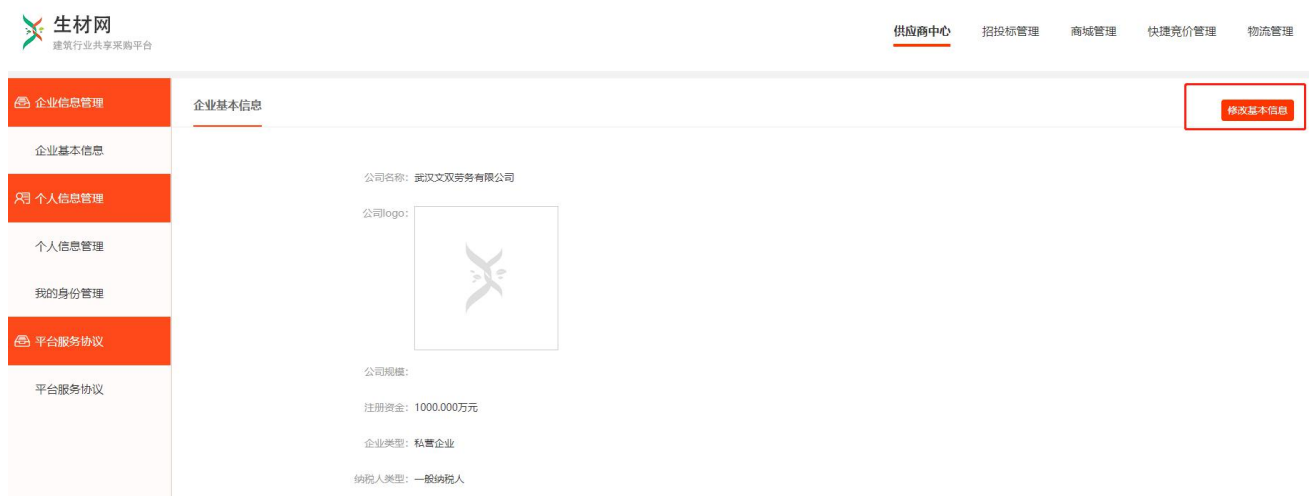 生材网
建筑行业共享采购平台
供应商中心 招投标管理 商城管理 快捷竞价管理 物流管理
企业信息管理
企业基本信息
个人信息管理
个人信息管理
我的身份管理
平台服务协议
平台服务协议
企业基本信息
修改基本信息
公司名称：武汉文双劳务有限公司
公司logo：
公司规模：
注册资金：1000.000万元
企业类型：私营企业
纳税人类型：一般纳税人